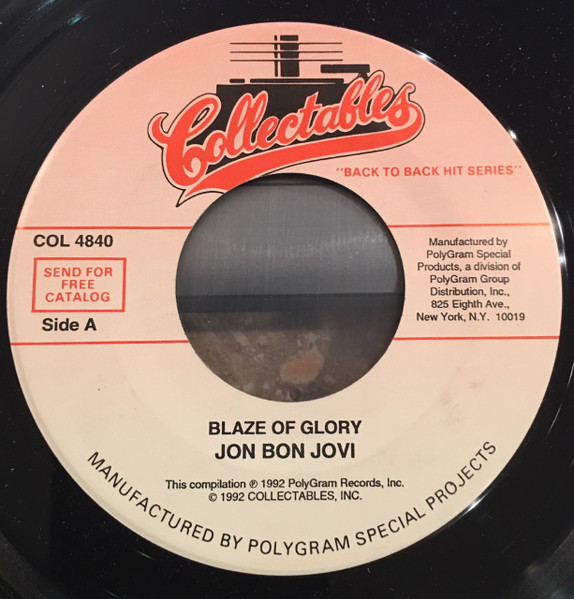 Collectables
"BACK TO BACK HIT SERIES"
COL 4840
SEND FOR
FREE
CATALOG
Side A
Manufactured by
PolyGram Special
Products, a division of
PolyGram Group
Distribution, Inc.,
825 Eighth Ave.,
New York, N.Y. 10019
BLAZE OF GLORY
JON BON JOVI
This compilation ℗ 1992 PolyGram Records, Inc.
© 1992 COLLECTABLES, INC.
MANUFACTURED BY POLYGRAM SPECIAL PROJECTS